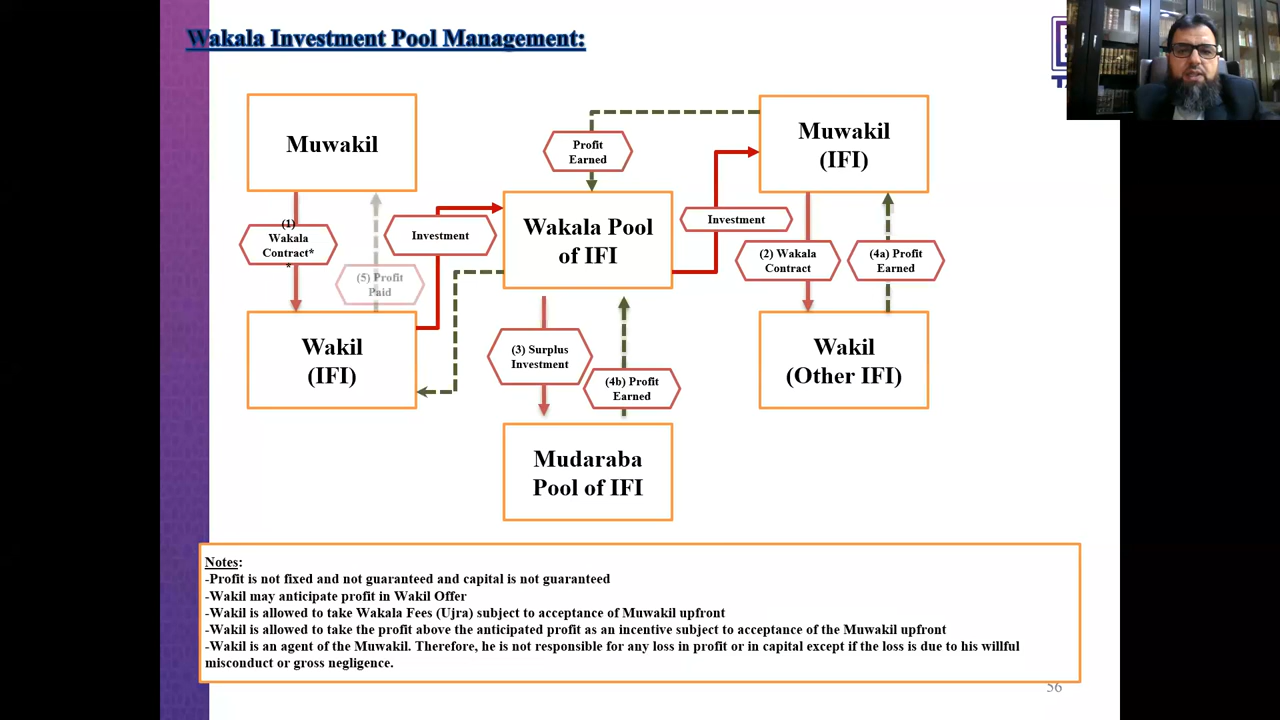 Wakala Investment Pool Management:
Muwakil
Muwakil
(IFI)
Profit
Earned
(1)
Wakala
Contract*
*
(5) Profit
Paid
Investment
Wakala Pool
of IFI
Investment
(2) Wakala
Contract
(4a) Profit
Earned
Wakil
(IFI)
(3) Surplus
Investment
(4b) Profit
Earned
Wakil
(Other IFI)
Mudaraba
Pool of IFI
Notes:
-Profit is not fixed and not guaranteed and capital is not guaranteed
-Wakil may anticipate profit in Wakil Offer
-Wakil is allowed to take Wakala Fees (Ujra) subject to acceptance of Muwakil upfront
-Wakil is allowed to take the profit above the anticipated profit as an incentive subject to acceptance of the Muwakil upfront
-Wakil is an agent of the Muwakil. Therefore, he is not responsible for any loss in profit or in capital except if the loss is due to his willful
misconduct or gross negligence.
56